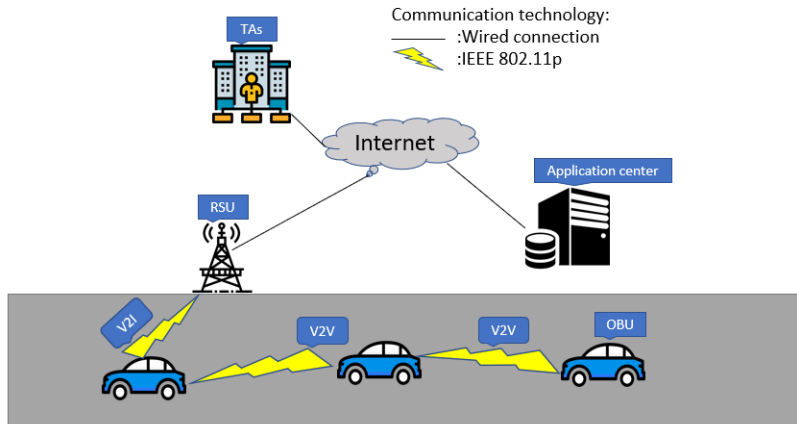 Communication technology:
:Wired connection
:IEEE 802.11p
TAs
Internet
Application center
RSU
V2I
V2V
V2V
OBU